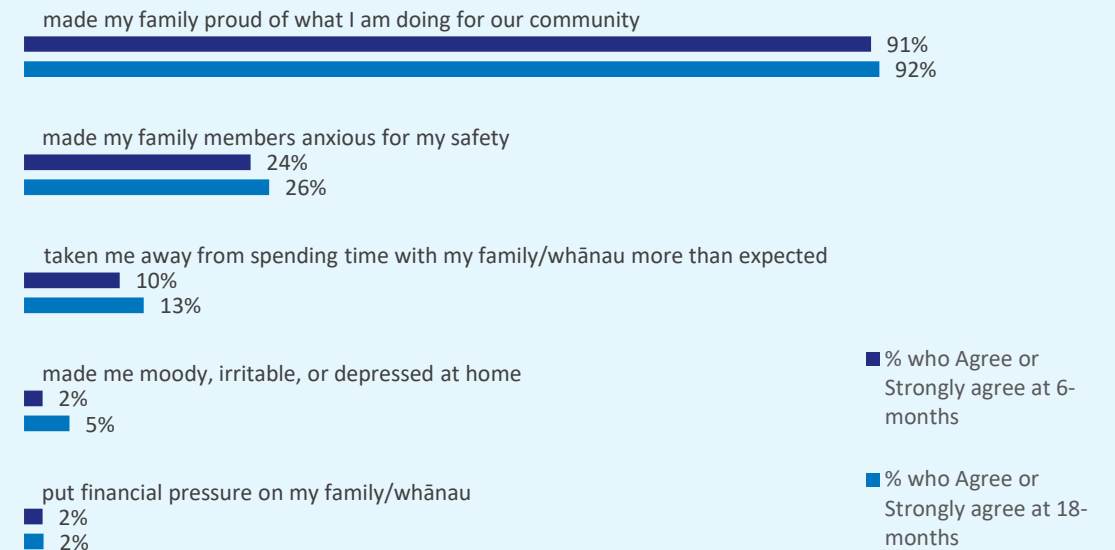 made my family proud of what I am doing for our community
91%
92%
made my family members anxious for my safety
24%
26%
taken me away from spending time with my family/whānau more than expected
10%
13%
made me moody, irritable, or depressed at home
2%
5%
put financial pressure on my family/whānau
2%
2%
% who Agree or
Strongly agree at 6-
months
% who Agree or
Strongly agree at 18-
months